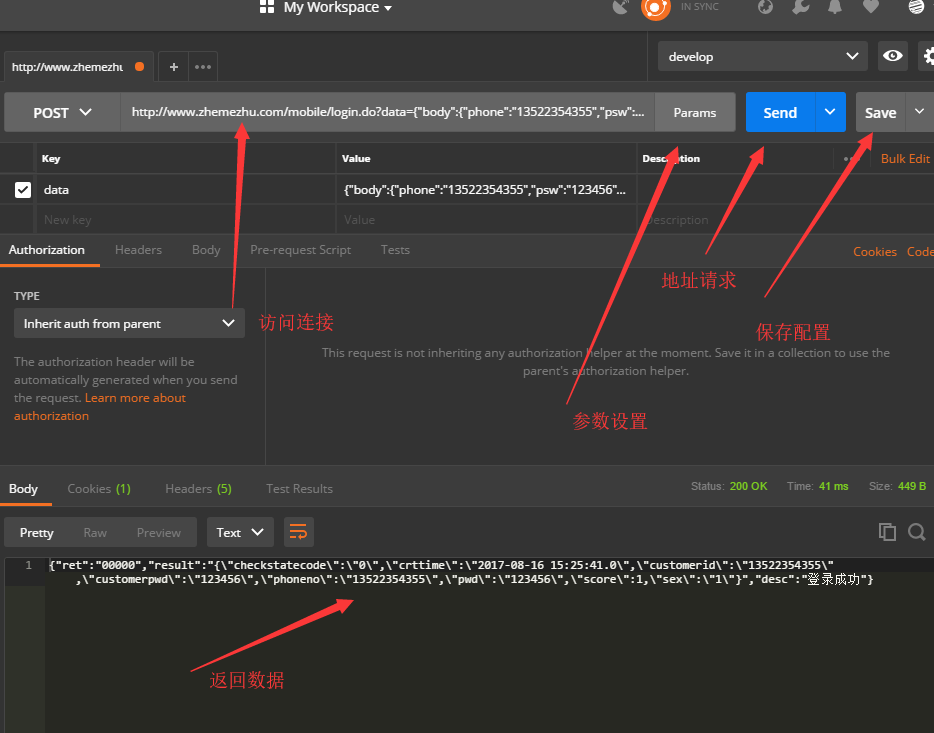 My Workspace
IN SYNC
http://www.zhemezhu
develop
POST
http://www.zhemezhu.com/mobile/login.do?data={"body":{"phone":"13522354355","psw":...
Params
Send
Save
Key
Value
Description
Bulk Edit
data
{"body":{"phone":"13522354355","psw":"123456"...
New key
Value
Description
Authorization
Headers
Body
Pre-request Script
Tests
Cookies
Code
地址请求
TYPE
Inherit auth from parent
访问连接
保存配置
The authorization header will be
automatically generated when you send
the request. Learn more about
authorization
This request is not inheriting any authorization helper at the moment. Save it in a collection to use the
parent's authorization helper.
参数设置
Body
Cookies (1)
Headers (5)
Test Results
Status: 200 OK
Time: 41 ms
Size: 449 B
Pretty
Raw
Preview
Text
1
{"ret":"00000","result":"{\"checkstatecode\":\"0\",\"crttime\":\"2017-08-16 15:25:41.0\",\"customerid\":\"13522354355\"
,\"customerpwd\":\"123456\",\"phoneno\":\"13522354355\",\"pwd\":\"123456\",\"score\":1,\"sex\":\"1\"}","desc":"登录成功"}
返回数据